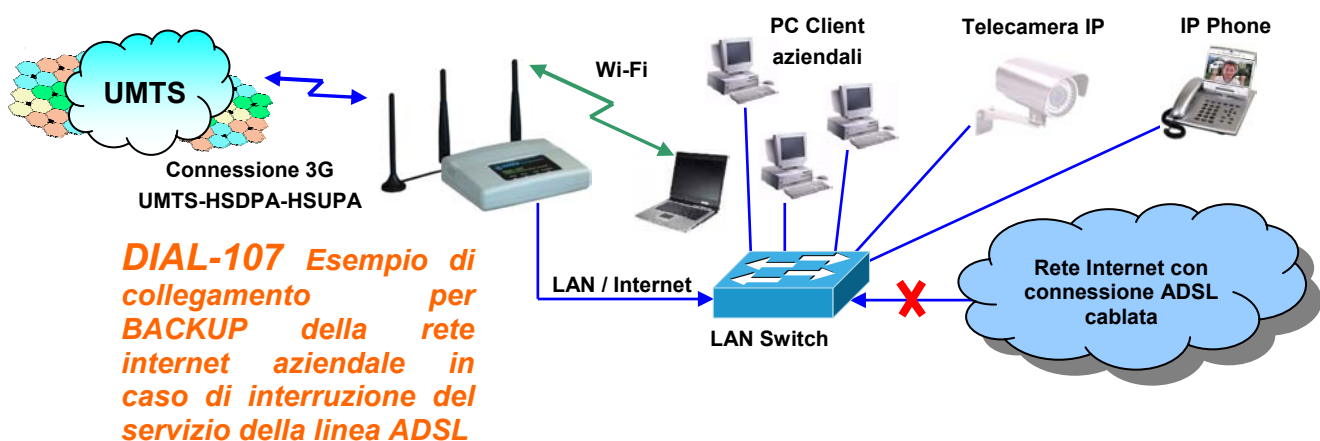 PC Client
aziendali
Telecamera IP
IP Phone
Wi-Fi
UMTS
Connessione 3G
UMTS-HSDPA-HSUPA
DIAL-107 Esempio di
collegamento per
BACKUP della rete
internet aziendale in
caso di interruzione del
servizio della linea ADSL
LAN / Internet
LAN Switch
Rete Internet con
connessione ADSL
cablata